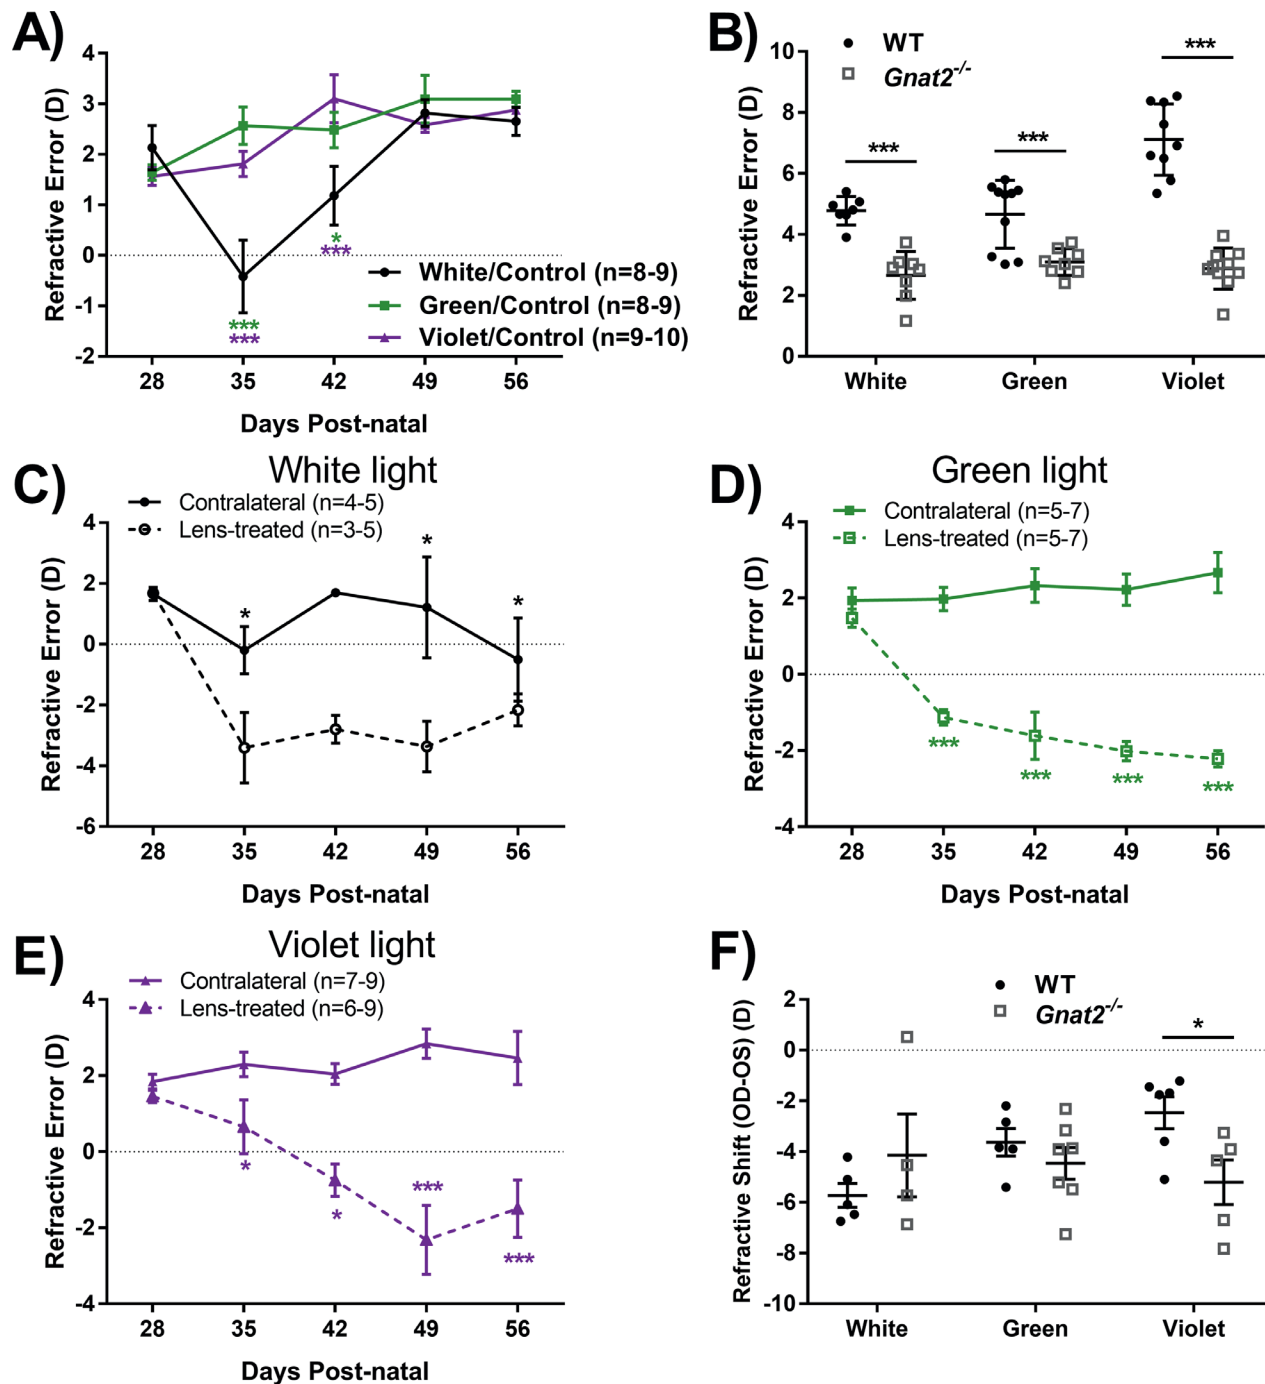 A)
4
3
2
1
0
-1
-2
Refractive Error (D)
28 35 42 49 56
Days Post-natal
***
***
*
***
White/Control (n=8-9)
Green/Control (n=8-9)
Violet/Control (n=9-10)
B)
WT
Gnat2-/-
10
8
6
4
2
0
Refractive Error (D)
***
***
***
White Green Violet
C)
White light
Contralateral (n=4-5)
Lens-treated (n=3-5)
4
2
0
-2
-4
-6
Refractive Error (D)
*
*
*
28 35 42 49 56
Days Post-natal
D)
Green light
Contralateral (n=5-7)
Lens-treated (n=5-7)
4
2
0
-2
-4
Refractive Error (D)
***
***
***
***
28 35 42 49 56
Days Post-natal
E)
Violet light
Contralateral (n=7-9)
Lens-treated (n=6-9)
4
2
0
-2
-4
Refractive Error (D)
*
*
***
***
28 35 42 49 56
Days Post-natal
F)
WT
Gnat2-/-
2
0
-2
-4
-6
-8
-10
Refractive Shift (OD-OS) (D)
*
White Green Violet